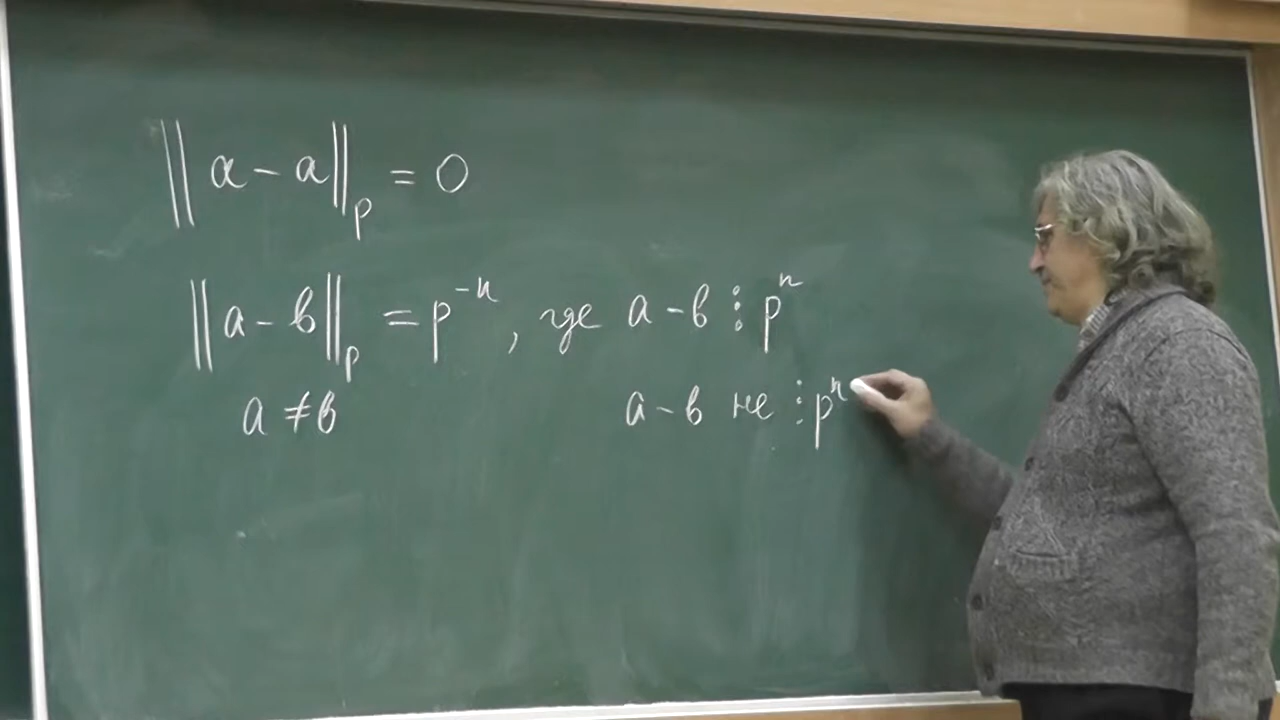 ‖a-a‖ₚ = 0
‖a-в‖ₚ = p⁻ⁿ, где a-в ⋮ pⁿ
a ≠ в a-в не ⋮ pⁿ